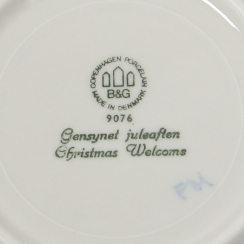 COPENHAGEN PORCELAIN
B&G
MADE IN DENMARK
9076
Gensynet juleaften
Christmas Welcome